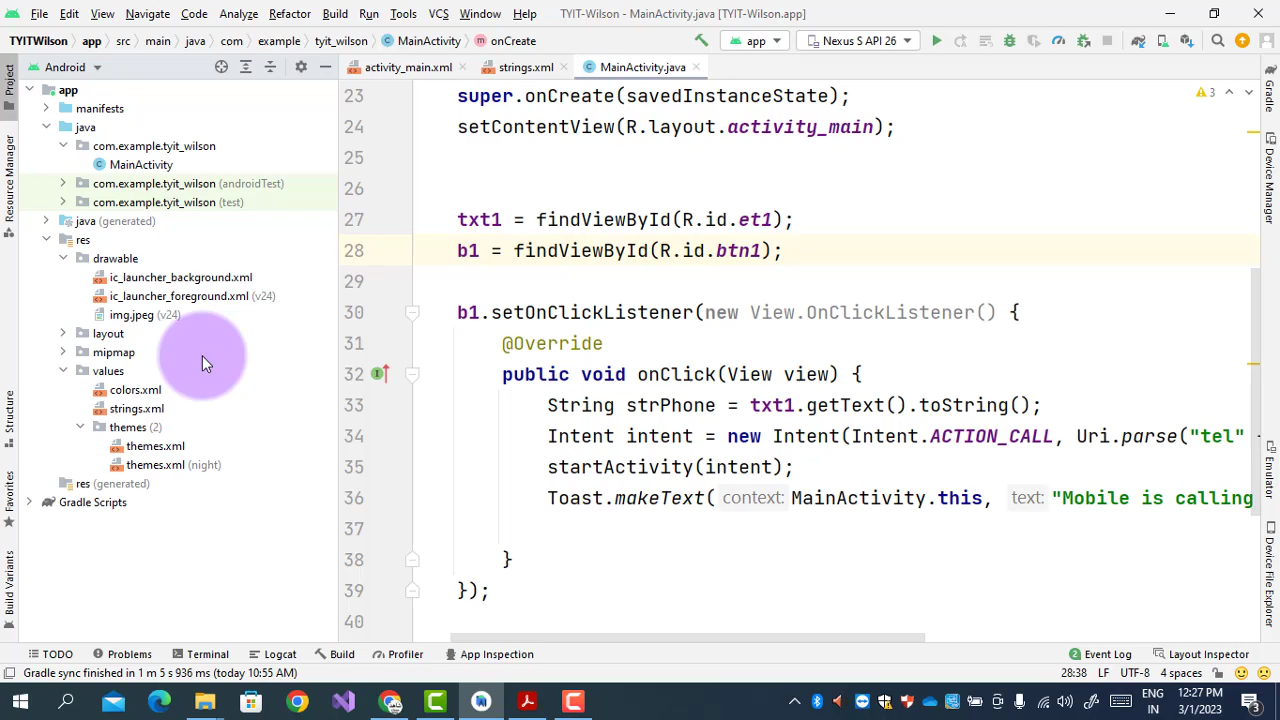 File Edit View Navigate Code Analyze Refactor Build Run Tools VCS Window Help TYIT-Wilson - MainActivity.java [TYIT-Wilson.app]
TYITWilson app src main java com example tyit_wilson MainActivity onCreate app Nexus S API 26
Android activity_main.xml strings.xml MainActivity.java
Project
Resource Manager
Structure
Favorites
Build Variants
app
manifests
java
com.example.tyit_wilson
MainActivity
com.example.tyit_wilson (androidTest)
com.example.tyit_wilson (test)
java (generated)
res
drawable
ic_launcher_background.xml
ic_launcher_foreground.xml (v24)
img.jpeg (v24)
layout
mipmap
values
colors.xml
strings.xml
themes (2)
themes.xml
themes.xml (night)
res (generated)
Gradle Scripts
3
23 super.onCreate(savedInstanceState);
24 setContentView(R.layout.activity_main);
25
26
27 txt1 = findViewById(R.id.et1);
28 b1 = findViewById(R.id.btn1);
29
30 b1.setOnClickListener(new View.OnClickListener() {
31 @Override
32 public void onClick(View view) {
33 String strPhone = txt1.getText().toString();
34 Intent intent = new Intent(Intent.ACTION_CALL, Uri.parse("tel"
35 startActivity(intent);
36 Toast.makeText( context: MainActivity.this, text: "Mobile is calling
37
38 }
39 });
40
Gradle
Device Manager
Emulator
Device File Explorer
TODO Problems Terminal Logcat Build Profiler App Inspection 2 Event Log Layout Inspector
Gradle sync finished in 1 m 5 s 936 ms (today 10:55 AM) 28:38 LF UTF-8 4 spaces
ENG 12:27 PM
IN 3/1/2023
3